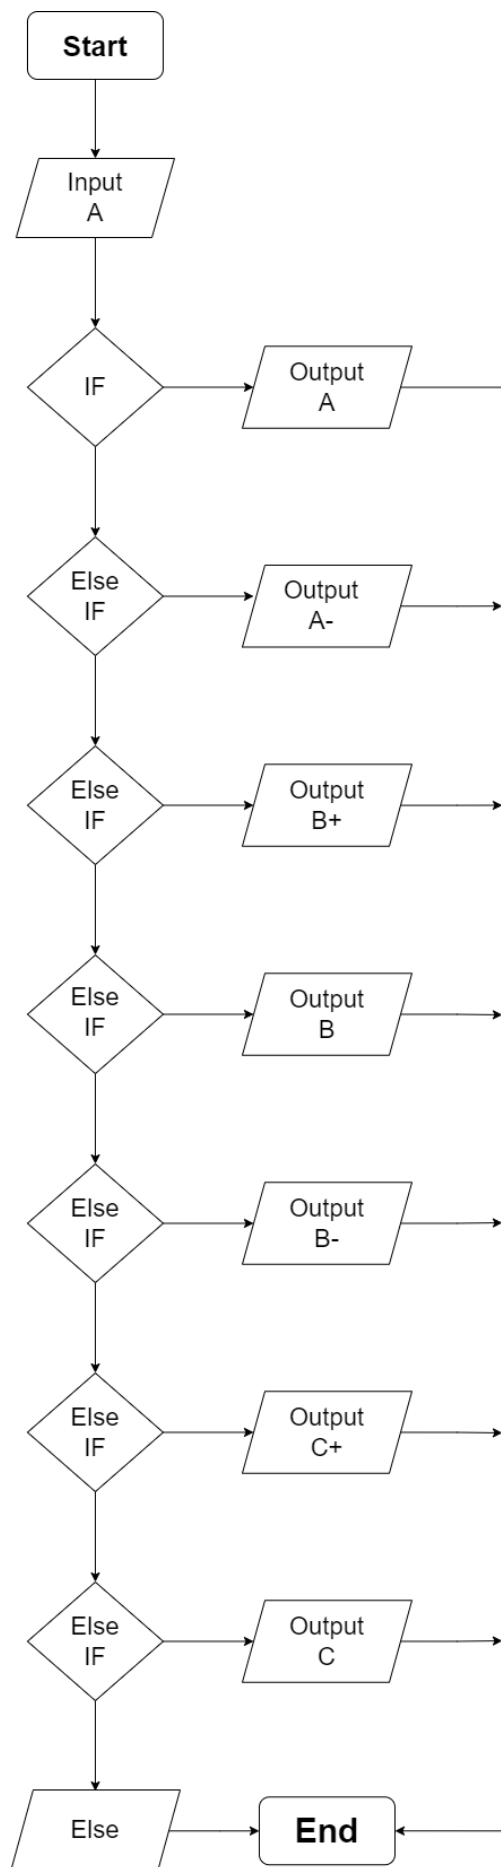 Start
Input
A
IF
Output
A
Else
IF
Output
A-
Else
IF
Output
B+
Else
IF
Output
B
Else
IF
Output
B-
Else
IF
Output
C+
Else
IF
Output
C
Else
End